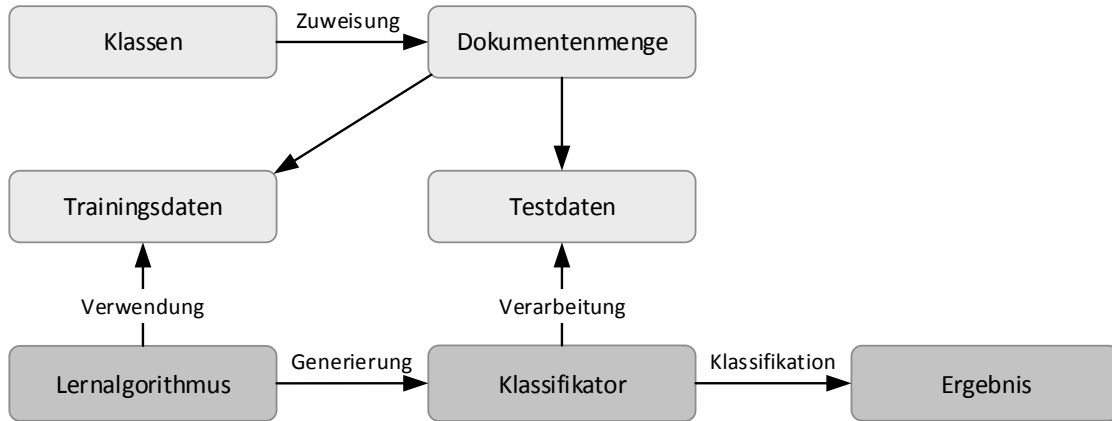 Klassen
Zuweisung
Dokumentenmenge
Trainingsdaten
Testdaten
Verwendung
Verarbeitung
Lernalgorithmus
Generierung
Klassifikator
Klassifikation
Ergebnis